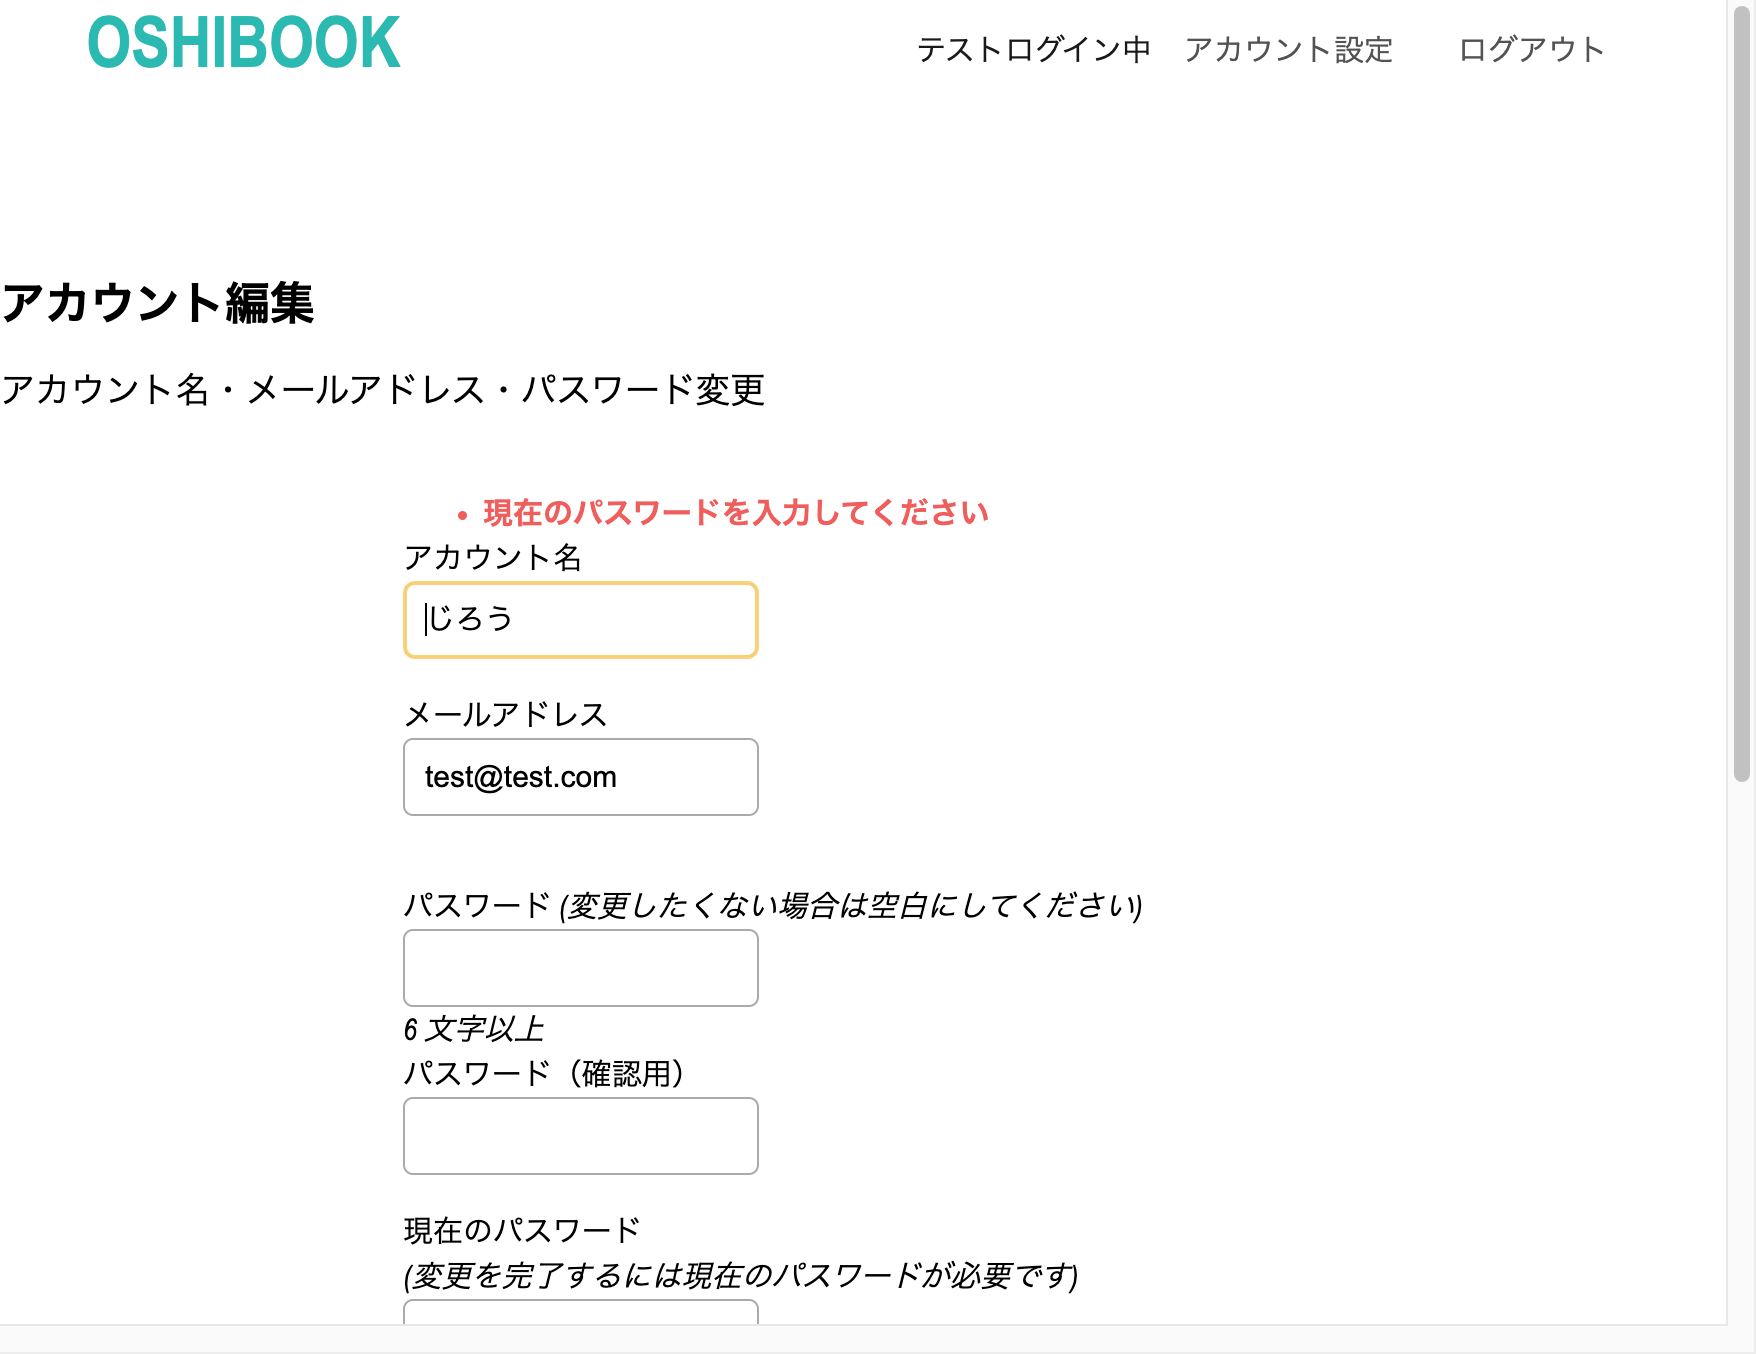 OSHIBOOK
テストログイン中 アカウント設定 ログアウト
アカウント編集
アカウント名・メールアドレス・パスワード変更
• 現在のパスワードを入力してください
アカウント名
じろう
メールアドレス
test@test.com
パスワード (変更したくない場合は空白にしてください)
6 文字以上
パスワード（確認用）
現在のパスワード
(変更を完了するには現在のパスワードが必要です)